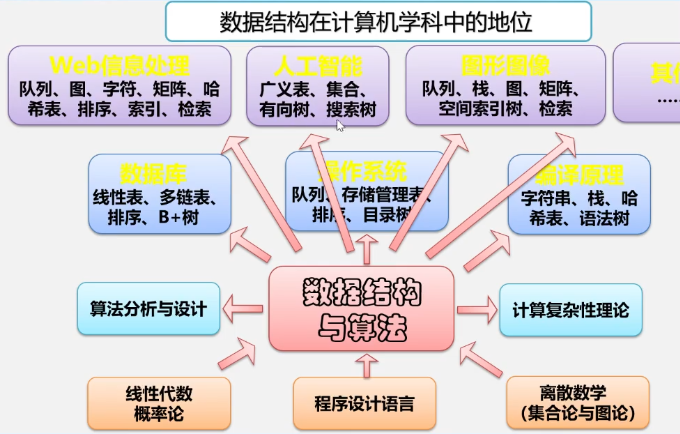 数据结构在计算机学科中的地位
Web信息处理
队列、图、字符、矩阵、哈
希表、排序、索引、检索
人工智能
广义表、集合、
有向树、搜索树
图形图像
队列、栈、图、矩阵、
空间索引树、检索
其
……
数据库
线性表、多链表、
排序、B+树
操作系统
队列、存储管理表、
排序、目录树
编译原理
字符串、栈、哈
希表、语法树
数据结构
与算法
算法分析与设计
计算复杂性理论
线性代数
概率论
程序设计语言
离散数学
（集合论与图论）